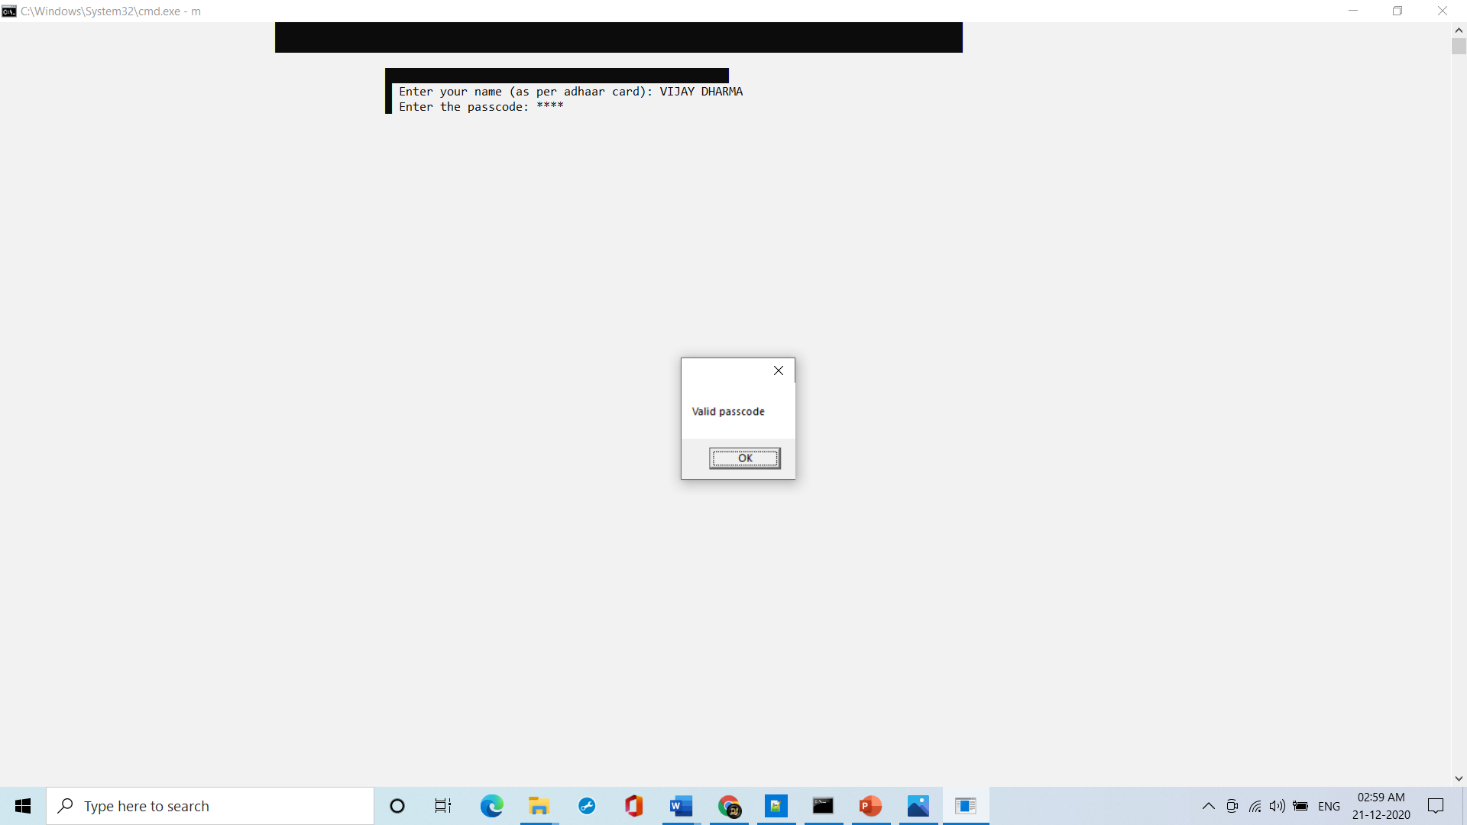 C:\Windows\System32\cmd.exe - m
Enter your name (as per adhaar card): VIJAY DHARMA
Enter the passcode: ****
Valid passcode
OK
Type here to search
ENG
02:59 AM
21-12-2020